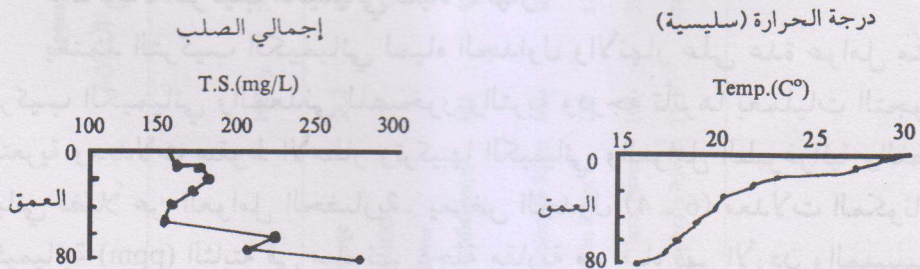 درجة الحرارة (سليسية)
Temp.(C°)
15 20 25 30
0
العمق
80
إجمالي الصلب
T.S.(mg/L)
100 150 200 250 300
0
العمق
80